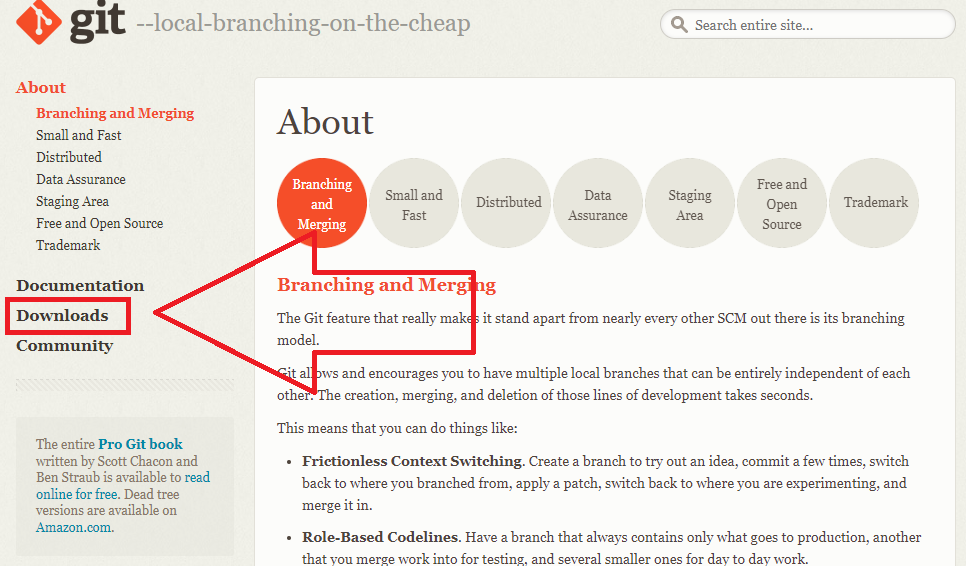 git --local-branching-on-the-cheap
Search entire site...
About
Branching and Merging
Small and Fast
Distributed
Data Assurance
Staging Area
Free and Open Source
Trademark
Documentation
Downloads
Community
The entire Pro Git book
written by Scott Chacon and
Ben Straub is available to read
online for free. Dead tree
versions are available on
Amazon.com.
About
Branching
and
Merging
Small and
Fast
Distributed
Data
Assurance
Staging
Area
Free and
Open
Source
Trademark
Branching and Merging
The Git feature that really makes it stand apart from nearly every other SCM out there is its branching
model.
Git allows and encourages you to have multiple local branches that can be entirely independent of each
other. The creation, merging, and deletion of those lines of development takes seconds.
This means that you can do things like:
• Frictionless Context Switching. Create a branch to try out an idea, commit a few times, switch
back to where you branched from, apply a patch, switch back to where you are experimenting, and
merge it in.
• Role-Based Codelines. Have a branch that always contains only what goes to production, another
that you merge work into for testing, and several smaller ones for day to day work.